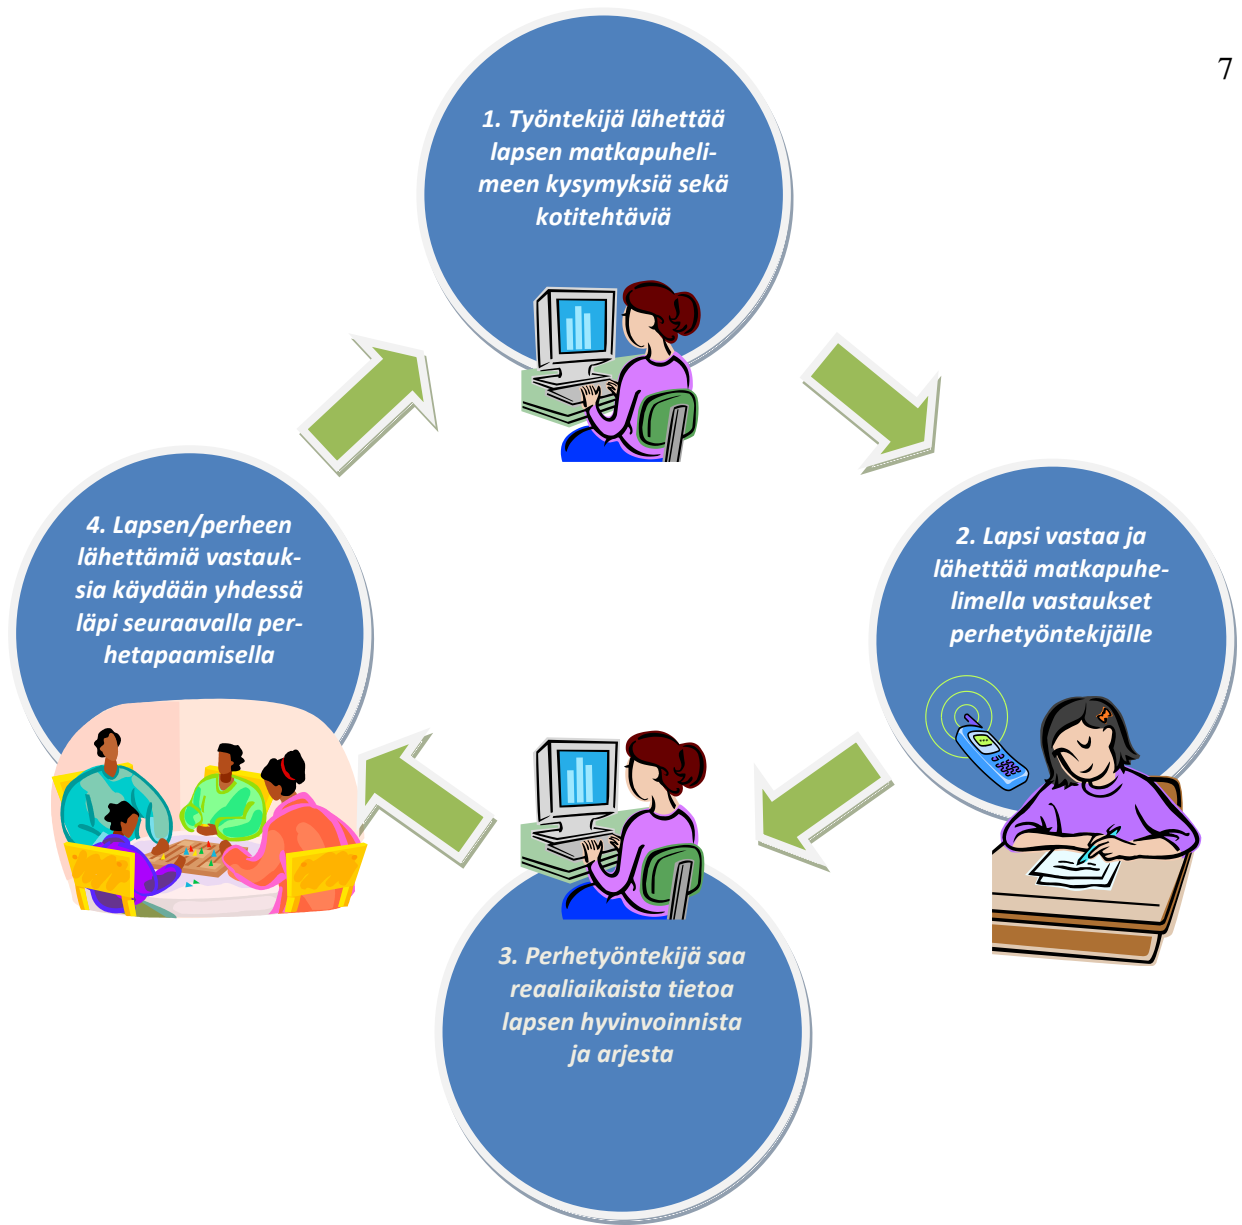 7
1. Työntekijä lähettää
lapsen matkapuheli-
meen kysymyksiä sekä
kotitehtäviä
2. Lapsi vastaa ja
lähettää matkapuhe-
limella vastaukset
perhetyöntekijälle
3. Perhetyöntekijä saa
reaaliaikaista tietoa
lapsen hyvinvoinnista
ja arjesta
4. Lapsen/perheen
lähettämiä vastauk-
sia käydään yhdessä
läpi seuraavalla per-
hetapaamisella